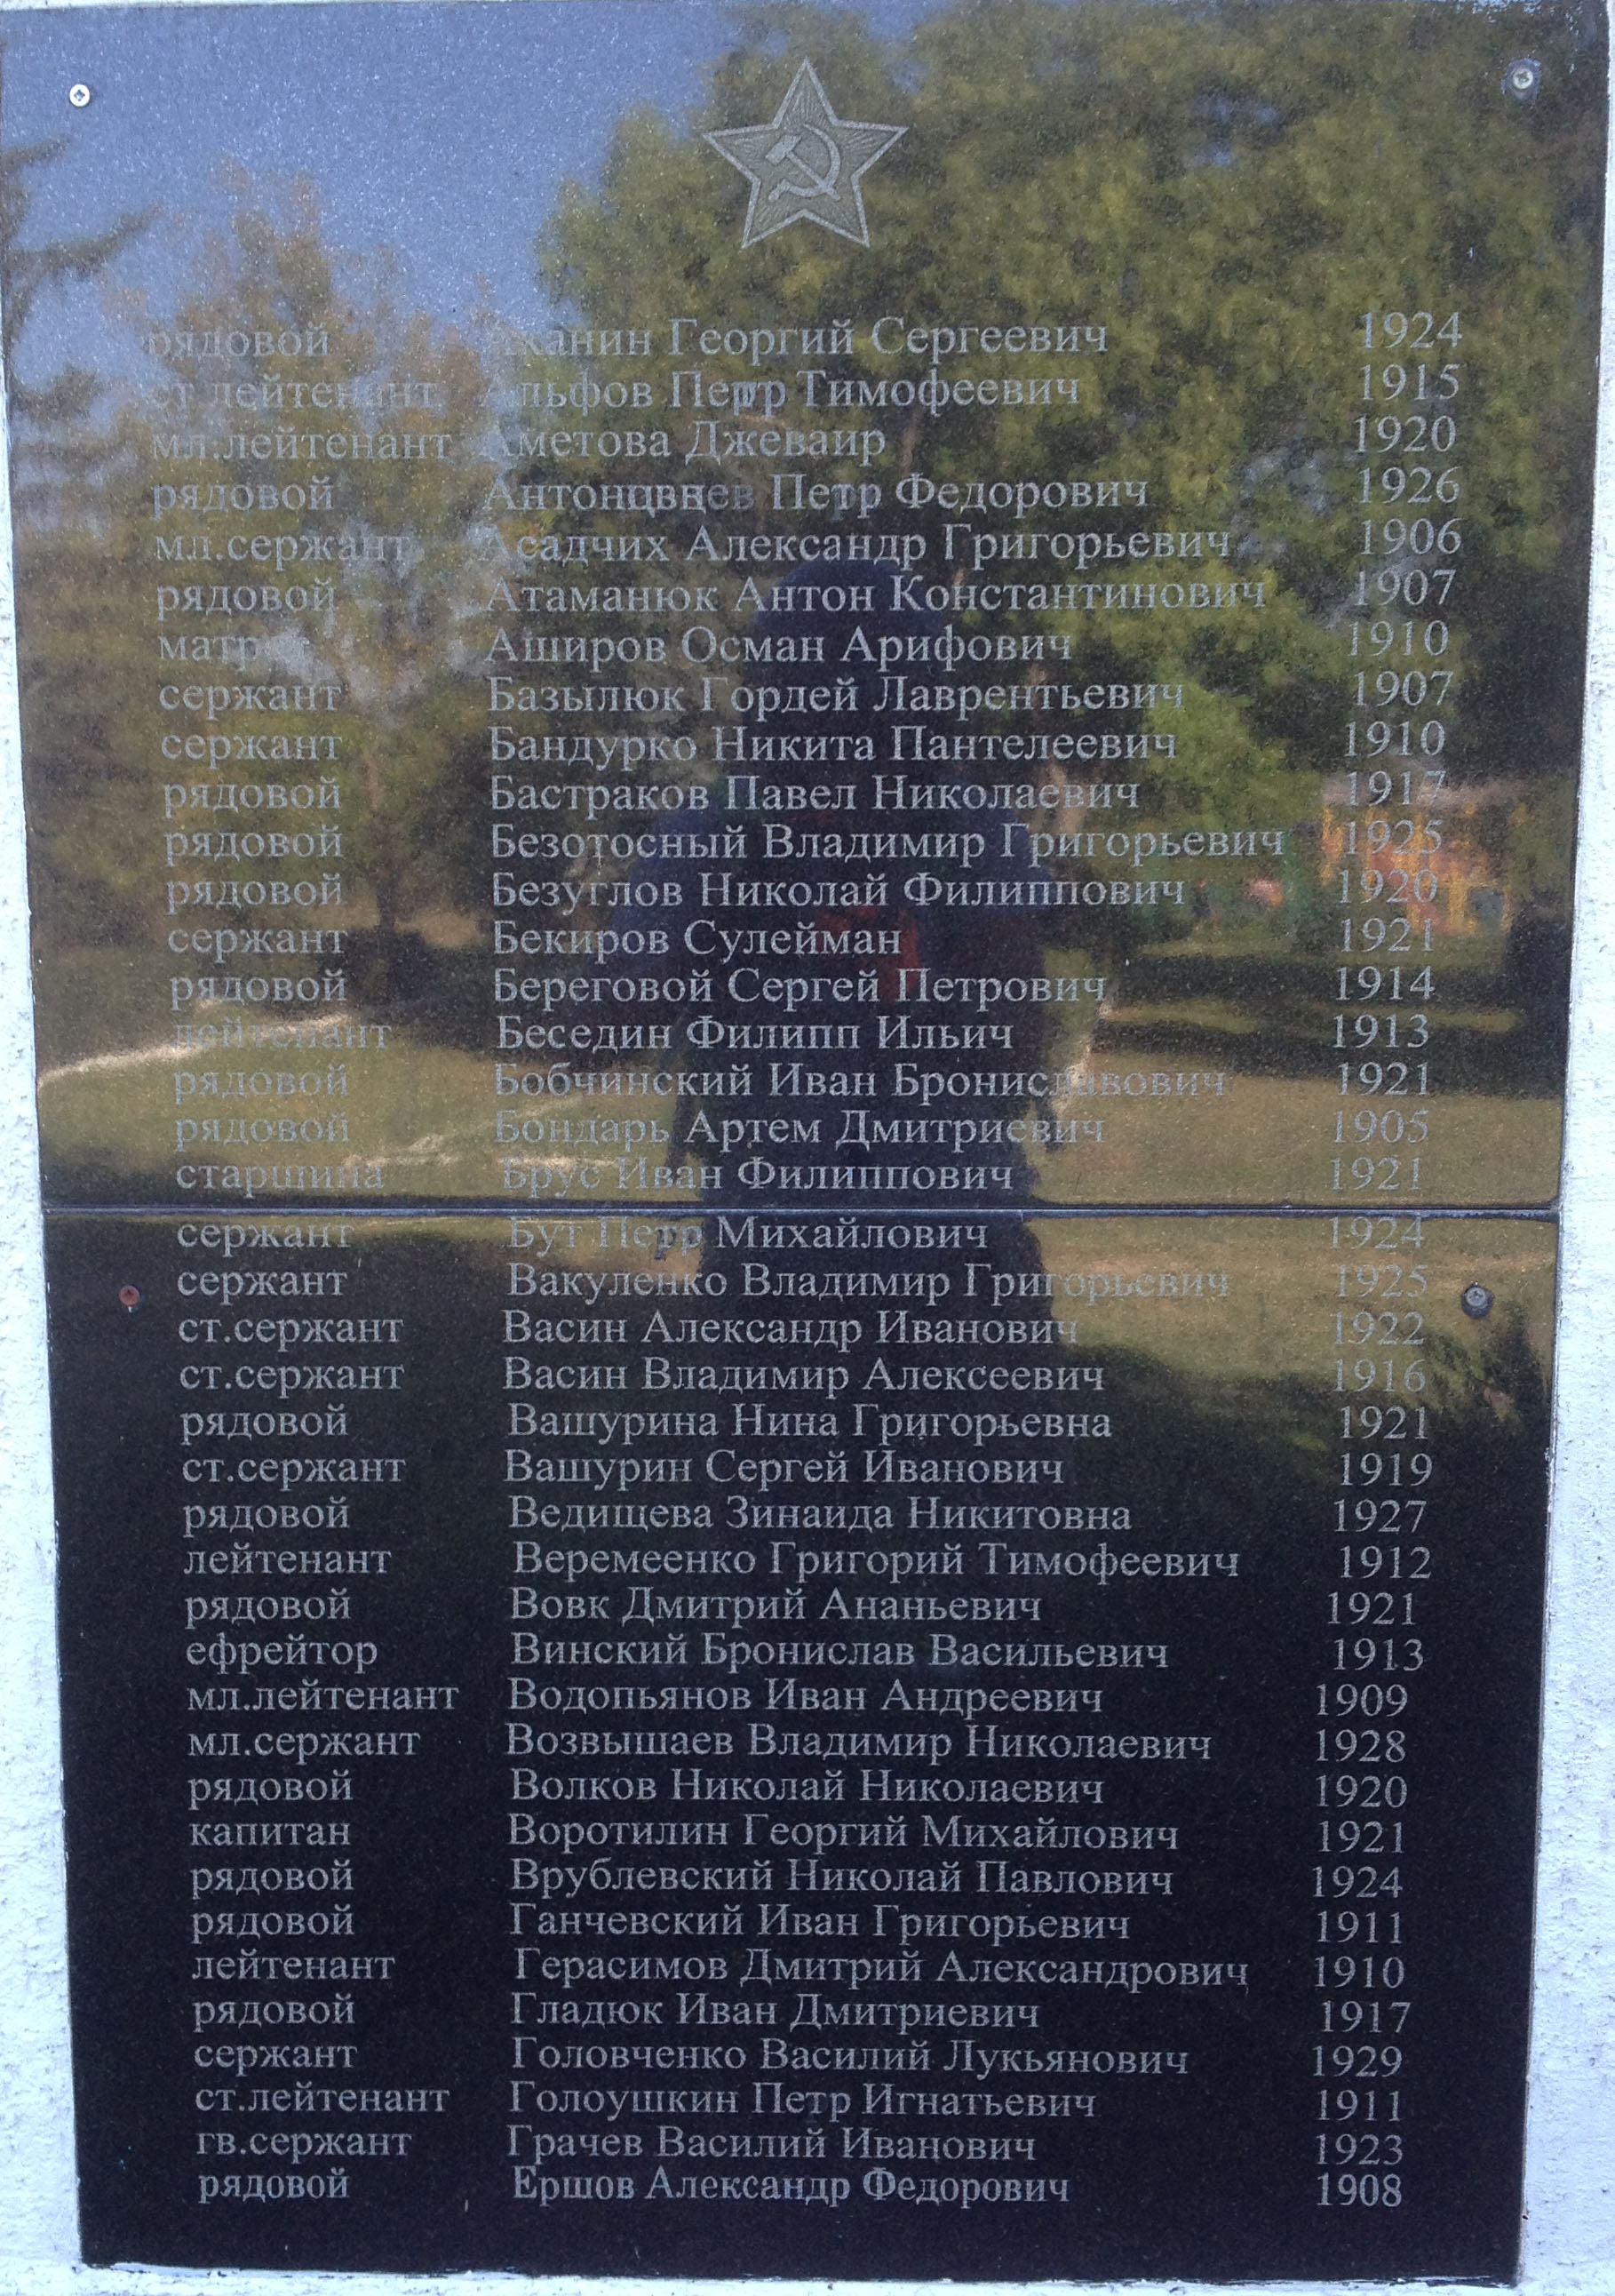 рядовой Аканин Георгий Сергеевич 1924
ст.лейтенант Альфов Петр Тимофеевич 1915
мл.лейтенант Аметова Джеваир 1920
рядовой Петр Федорович 1926
мл.сержант Асадчих Александр Григорьевич 1906
рядовой Атаманюк Антон Константинович 1907
Аширов Осман Арифович 1910
сержант Базылюк Гордей Лаврентьевич 1907
сержант Бандурко Никита Пантелеевич 1910
рядовой Бастраков Павел Николаевич 1917
рядовой Безотосный Владимир Григорьевич 1925
рядовой Безуглов Николай Филиппович 1920
сержант Бекиров Сулейман 1921
рядовой Береговой Сергей Петрович 1914
лейтенант Беседин Филипп Ильич 1913
рядовой Бобчинский Иван Брониславович 1921
рядовой Бондарь Артем Дмитриевич 1905
старшина Брус Иван Филиппович 1921
сержант Бут Петр Михайлович 1924
сержант Вакуленко Владимир Григорьевич 1925
ст.сержант Васин Александр Иванович 1922
ст.сержант Васин Владимир Алексеевич 1916
рядовой Вашурина Нина Григорьевна 1921
ст.сержант Вашурин Сергей Иванович 1919
рядовой Ведищева Зинаида Никитовна 1927
лейтенант Веремеенко Григорий Тимофеевич 1912
рядовой Вовк Дмитрий Ананьевич 1921
ефрейтор Винский Бронислав Васильевич 1913
мл.лейтенант Водопьянов Иван Андреевич 1909
мл.сержант Возвышаев Владимир Николаевич 1928
рядовой Волков Николай Николаевич 1920
капитан Воротилин Георгий Михайлович 1921
рядовой Врублевский Николай Павлович 1924
рядовой Ганчевский Иван Григорьевич 1911
лейтенант Герасимов Дмитрий Александрович 1910
рядовой Гладюк Иван Дмитриевич 1917
сержант Головченко Василий Лукьянович 1929
ст.лейтенант Голоушкин Петр Игнатьевич 1911
гв.сержант Грачев Василий Иванович 1923
рядовой Ершов Александр Федорович 1908